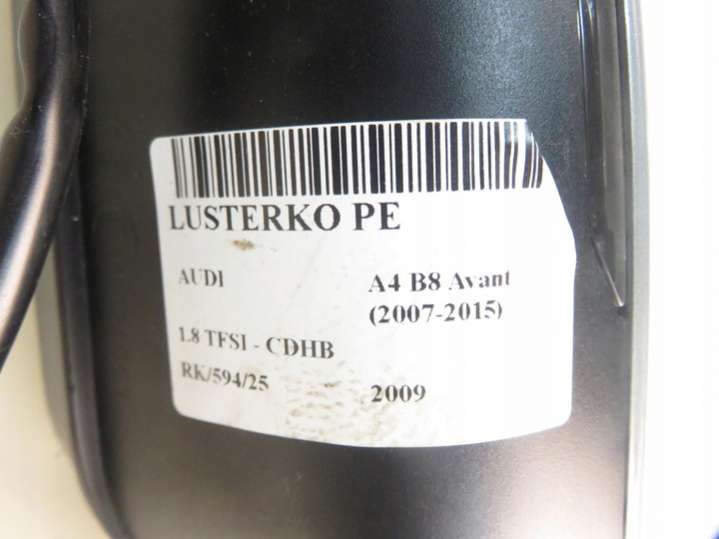 LUSTERKO PE
AUDI A4 B8 Avant
(2007-2015)
1.8 TFSI - CDHB
RK/594/25 2009